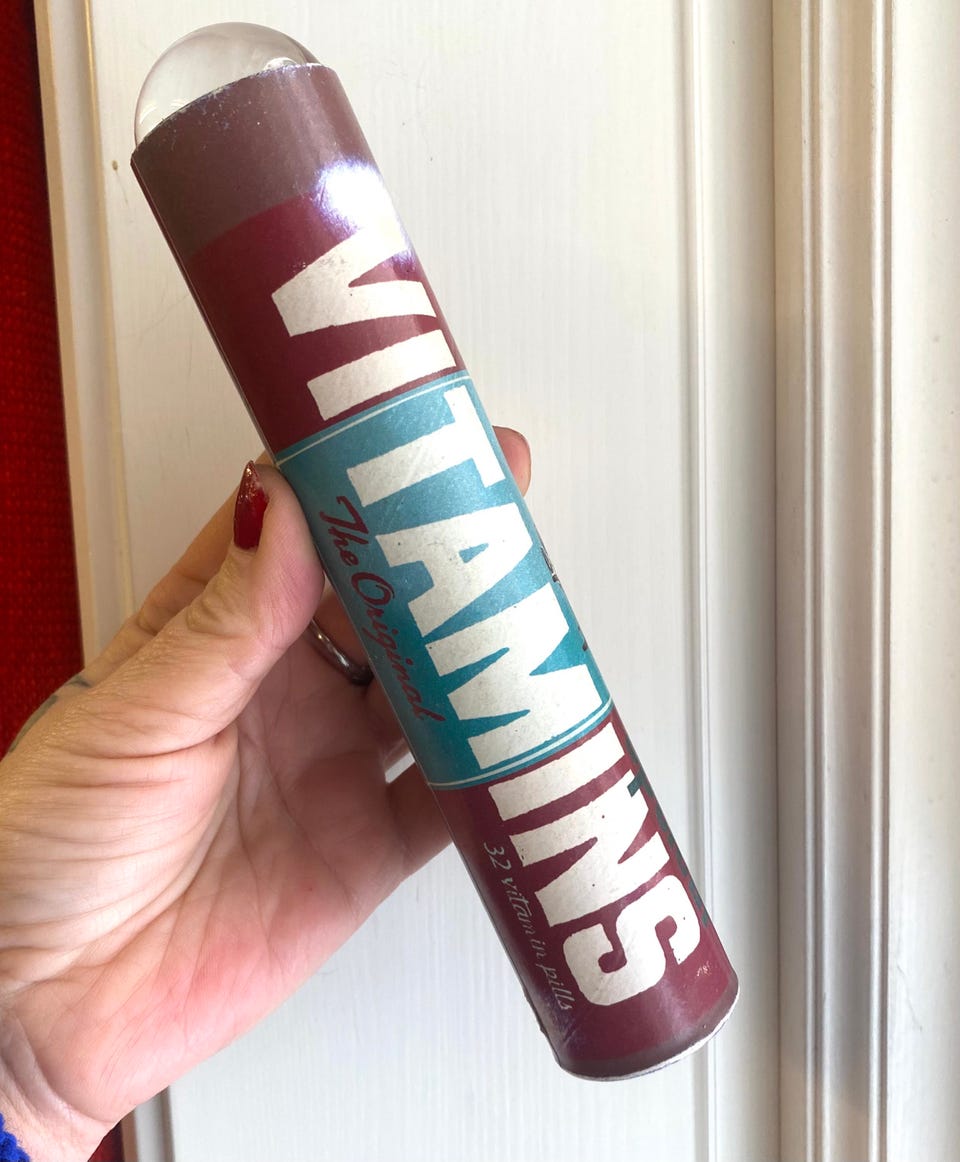 VITAMINS
The Original
32 vitamin pills